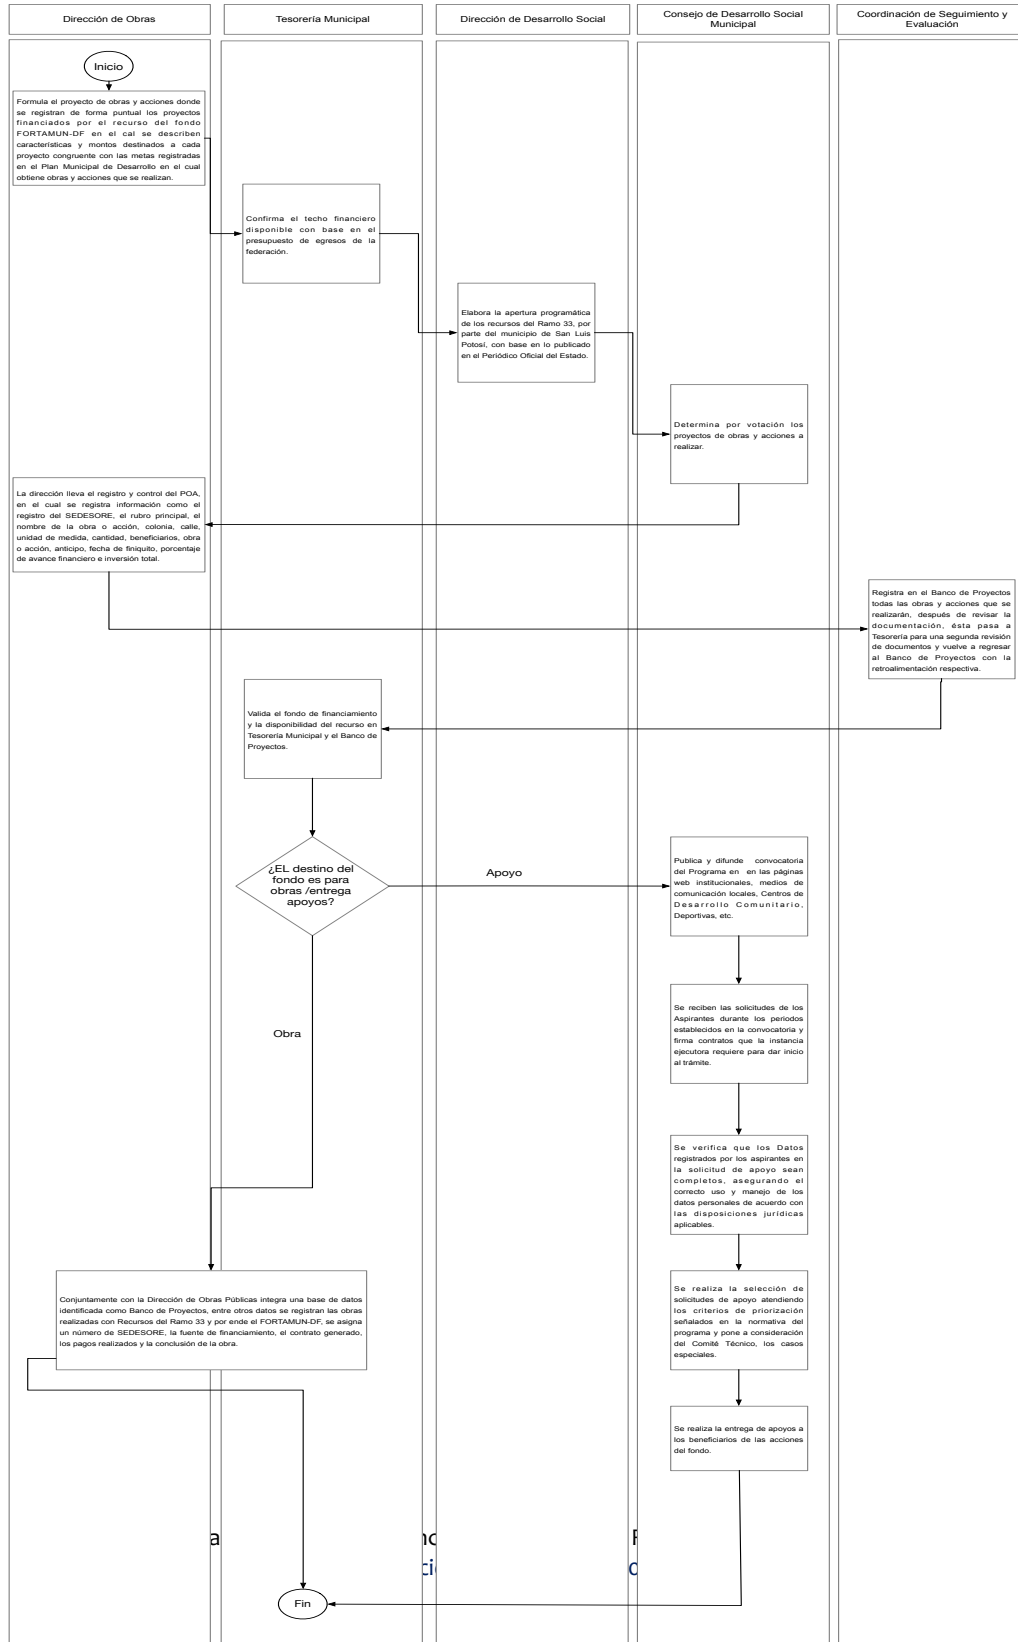 Dirección de Obras
Tesorería Municipal
Dirección de Desarrollo Social
Consejo de Desarrollo Social
Municipal
Coordinación de Seguimiento y
Evaluación
Inicio
Formula el proyecto de obras y acciones donde
se registran de forma puntual los proyectos
financiados por el recurso del fondo
FORTAMUN-DF en el cal se describen
características y montos destinados a cada
proyecto congruente con las metas registradas
en el Plan Municipal de Desarrollo en el cual
obtiene obras y acciones que se realizan.
Confirma el techo financiero
disponible con base en el
presupuesto de egresos de la
federación.
Elabora la apertura programática
de los recursos del Ramo 33, por
parte del municipio de San Luis
Potosí, con base en lo publicado
en el Periódico Oficial del Estado.
Determina por votación los
proyectos de obras y acciones a
realizar.
La dirección lleva el registro y control del POA,
en el cual se registra información como el
registro del SEDESORE, el rubro principal, el
nombre de la obra o acción, colonia, calle,
unidad de medida, cantidad, beneficiarios, obra
o acción, anticipo, fecha de finiquito, porcentaje
de avance financiero e inversión total.
Registra en el Banco de Proyectos
todas las obras y acciones que se
realizarán, después de revisar la
documentación, ésta pasa a
Tesorería para una segunda revisión
de documentos y vuelve a regresar
al Banco de Proyectos con la
retroalimentación respectiva.
Valida el fondo de financiamiento
y la disponibilidad del recurso en
Tesorería Municipal y el Banco de
Proyectos.
¿EL destino del
fondo es para
obras /entrega
apoyos?
Apoyo
Publica y difunde convocatoria
del Programa en en las páginas
web institucionales, medios de
comunicación locales, Centros de
Desarrollo Comunitario,
Deportivas, etc.
Se reciben las solicitudes de los
Aspirantes durante los periodos
establecidos en la convocatoria y
firma contratos que la instancia
ejecutora requiere para dar inicio
al trámite.
Obra
Se verifica que los Datos
registrados por los aspirantes en
la solicitud de apoyo sean
completos, asegurando el
correcto uso y manejo de los
datos personales de acuerdo con
las disposiciones jurídicas
aplicables.
Conjuntamente con la Dirección de Obras Públicas integra una base de datos
identificada como Banco de Proyectos, entre otros datos se registran las obras
realizadas con Recursos del Ramo 33 y por ende el FORTAMUN-DF, se asigna
un número de SEDESORE, la fuente de financiamiento, el contrato generado,
los pagos realizados y la conclusión de la obra.
Se realiza la selección de
solicitudes de apoyo atendiendo
los criterios de priorización
señalados en la normativa del
programa y pone a consideración
del Comité Técnico, los casos
especiales.
Se realiza la entrega de apoyos a
los beneficiarios de las acciones
del fondo.
Fin